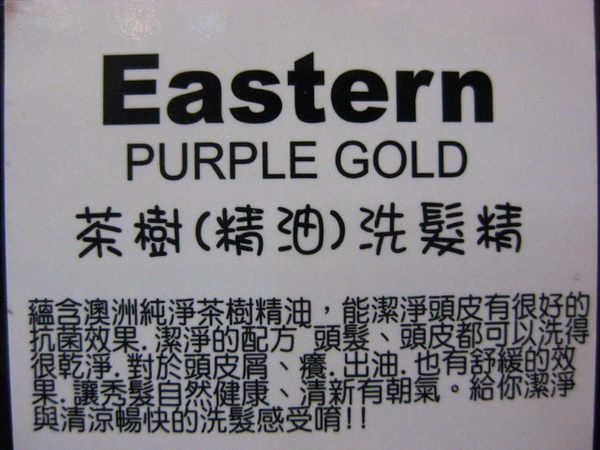 Eastern
PURPLE GOLD
茶樹(精油)洗髮精
蘊含澳洲純淨茶樹精油，能潔淨頭皮有很好的
抗菌效果.潔淨的配方 頭髮、頭皮都可以洗得
很乾淨.對於頭皮屑、癢.出油.也有舒緩的效
果.讓秀髮自然健康、清新有朝氣。給你潔淨
與清涼暢快的洗髮感受唷!!